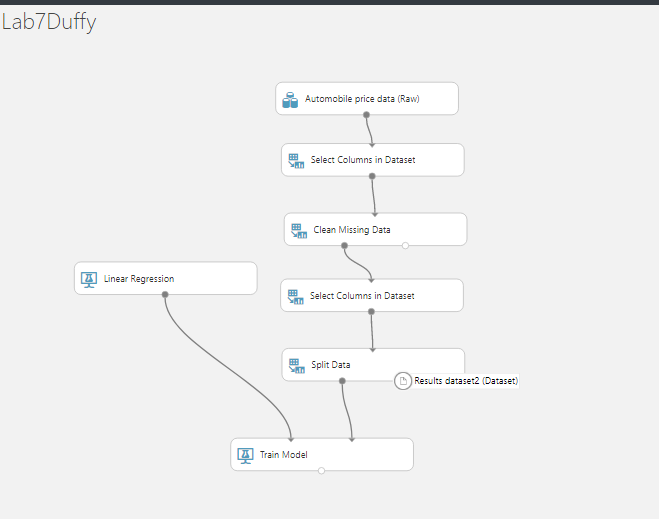 Lab7Duffy
Automobile price data (Raw)
Select Columns in Dataset
Clean Missing Data
Linear Regression
Select Columns in Dataset
Split Data
Results dataset2 (Dataset)
Train Model